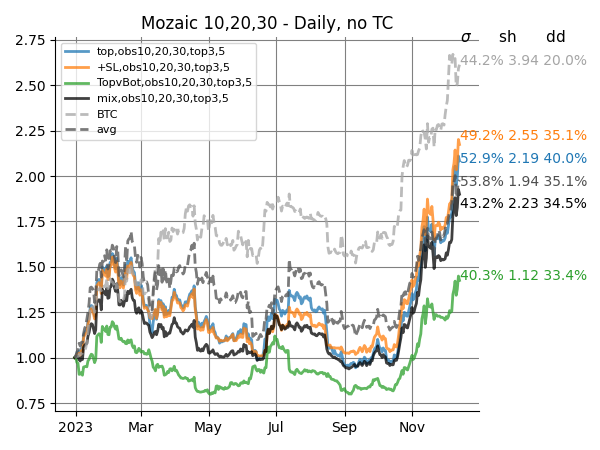 Mozaic 10,20,30 - Daily, no TC
σ sh dd
top,obs10,20,30,top3,5
+SL,obs10,20,30,top3,5
TopvBot,obs10,20,30,top3,5
mix,obs10,20,30,top3,5
BTC
avg
44.2% 3.94 20.0%
49.2% 2.55 35.1%
52.9% 2.19 40.0%
53.8% 1.94 35.1%
43.2% 2.23 34.5%
40.3% 1.12 33.4%
2.75
2.50
2.25
2.00
1.75
1.50
1.25
1.00
0.75
2023 Mar May Jul Sep Nov